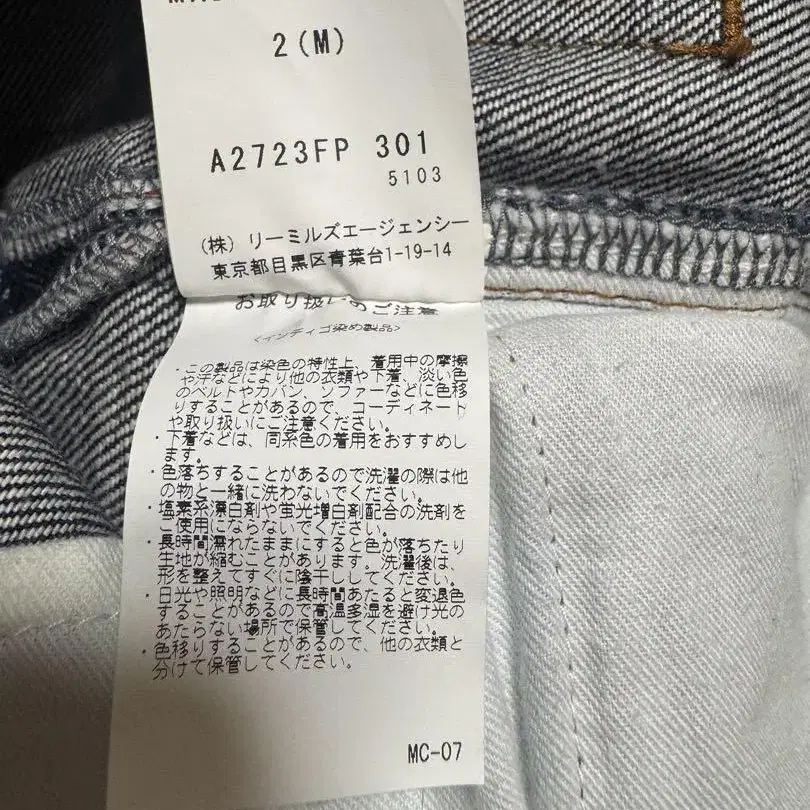 2(M)
A2723FP 301
5103
(株) リーミルズエージェンシー
東京都目黒区青葉台1-19-14
お取り扱いのご注意
<インディゴ染め製品>
・この製品は染色の特性上、着用中の摩擦
や汗などにより他の衣類や下着、淡い色
のベルトやカバン、ソファーなどに色移
りすることがあるので、コーディネート
や取り扱いにご注意ください。
・下着などは、同系色の着用をおすすめし
ます。
・色落ちすることがあるので洗濯の際は他
の物と一緒に洗わないでください。
・塩素系漂白剤や蛍光増白剤配合の洗剤を
ご使用にならないでください。
・長時間濡れたままにすると色が落ちたり
生地が縮むことがあります。洗濯後は、
形を整えてすぐに陰干ししてください。
・日光や照明などに長時間あたると変退色
することがあるので高温多湿を避け光の
あたらない場所で保管してください。
・色移りすることがあるので、他の衣類と
分けて保管してください。
MC-07